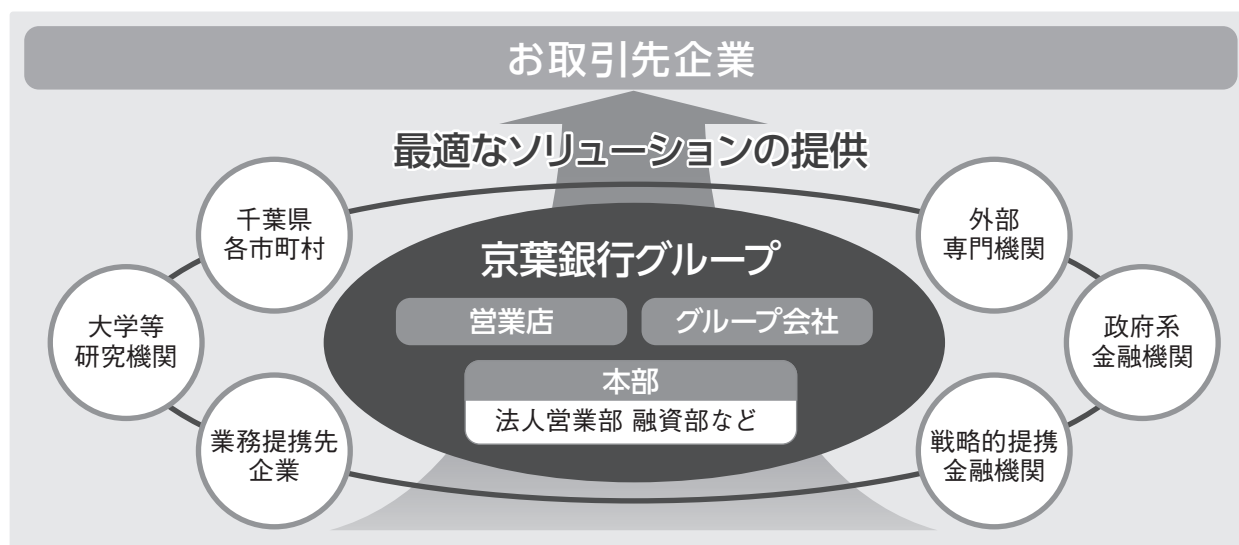 お取引先企業
最適なソリューションの提供
千葉県
各市町村
外部
専門機関
京葉銀行グループ
営業店
グループ会社
大学等
研究機関
政府系
金融機関
本部
法人営業部 融資部など
業務提携先
企業
戦略的提携
金融機関